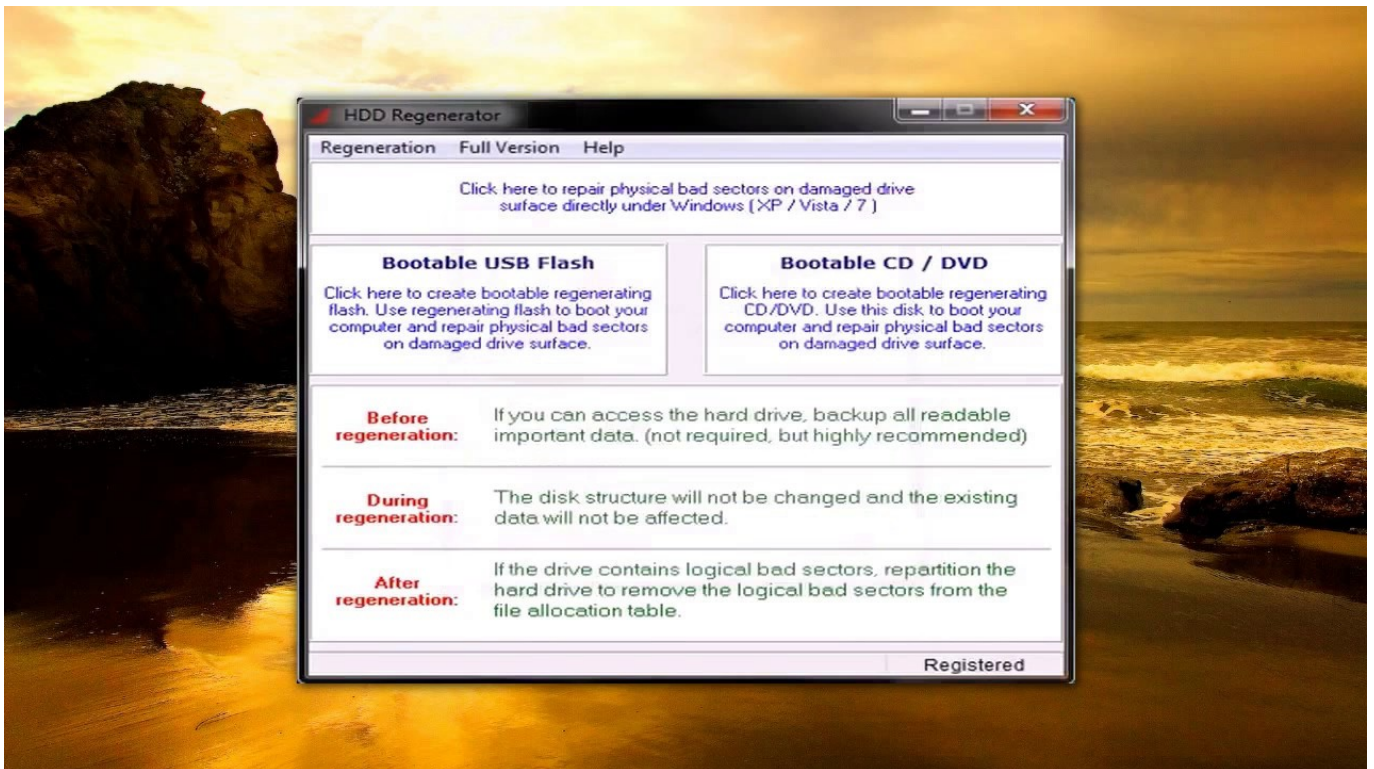 HDD Regenerator
Regeneration Full Version Help
Click here to repair physical bad sectors on damaged drive
surface directly under Windows ( XP / Vista / 7 )
Bootable USB Flash
Click here to create bootable regenerating
flash. Use regenerating flash to boot your
computer and repair physical bad sectors
on damaged drive surface.
Bootable CD / DVD
Click here to create bootable regenerating
CD/DVD. Use this disk to boot your
computer and repair physical bad sectors
on damaged drive surface.
Before
regeneration:
If you can access the hard drive, backup all readable
important data. (not required, but highly recommended)
During
regeneration:
The disk structure will not be changed and the existing
data will not be affected.
After
regeneration:
If the drive contains logical bad sectors, repartition the
hard drive to remove the logical bad sectors from the
file allocation table.
Registered